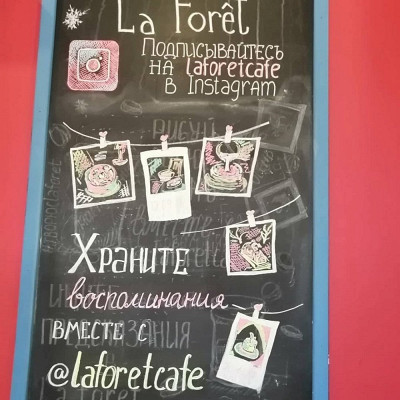 La Forêt
Подписывайтесь
на laforetcafe
в Instagram
Храните
воспоминания
вместе с
@laforetcafe